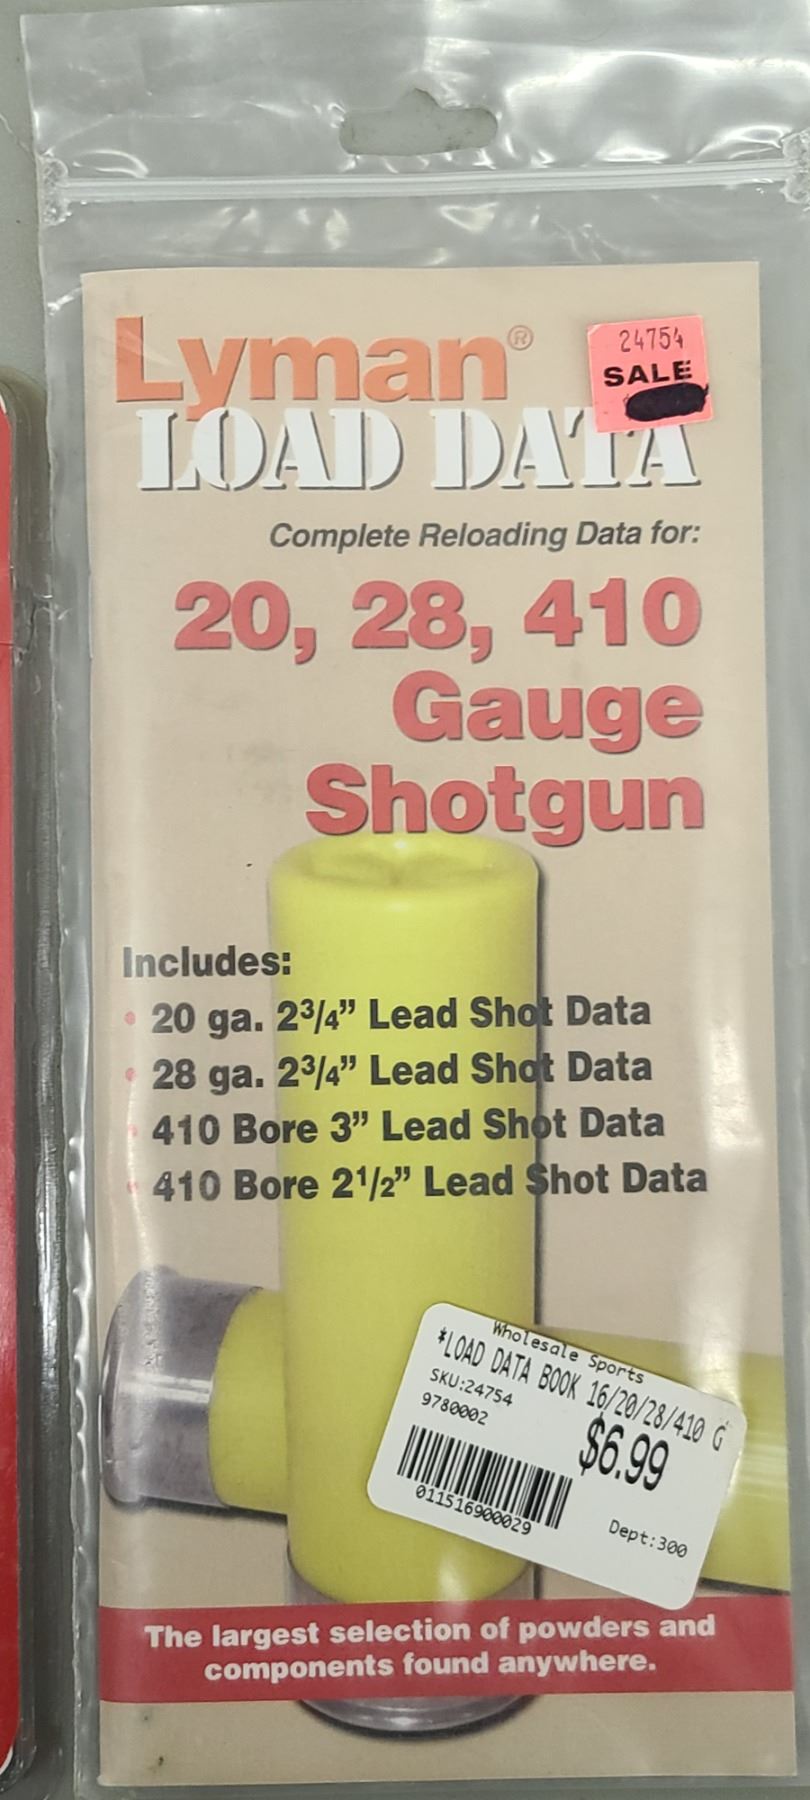 Lyman®
24754
SALE
LOAD DATA
Complete Reloading Data for:
20, 28, 410
Gauge
Shotgun
Includes:
• 20 ga. 2¾” Lead Shot Data
• 28 ga. 2¾” Lead Shot Data
• 410 Bore 3” Lead Shot Data
• 410 Bore 2½” Lead Shot Data
Wholesale Sports
*LOAD DATA BOOK 16/20/28/410 G
SKU:24754
9780002
$6.99
011516900029
Dept:300
The largest selection of powders and
components found anywhere.